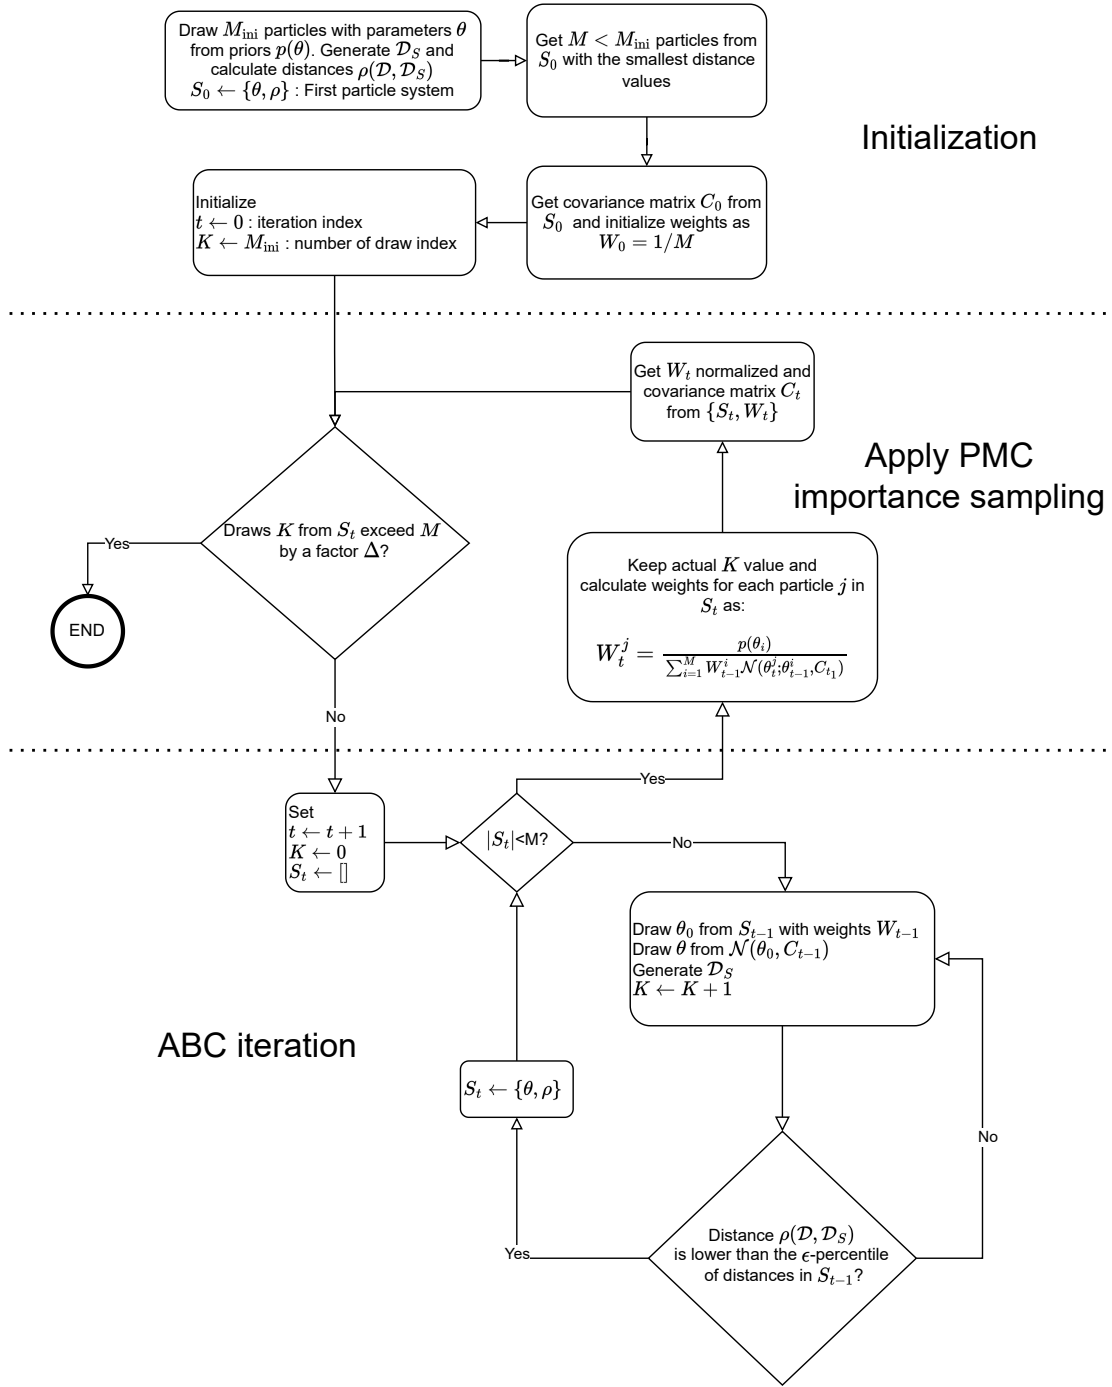 Draw $M_{\mathrm{ini}}$ particles with parameters $\theta$
from priors $p(\theta)$. Generate $\mathcal{D}_S$ and
calculate distances $\rho(\mathcal{D}, \mathcal{D}_S)$
$S_0 \leftarrow \{\theta, \rho\}$ : First particle system
Get $M < M_{\mathrm{ini}}$ particles from
$S_0$ with the smallest distance
values
Initialization
Get covariance matrix $C_0$ from
$S_0$ and initialize weights as
$W_0 = 1/M$
Initialize
$t \leftarrow 0$ : iteration index
$K \leftarrow M_{\mathrm{ini}}$ : number of draw index
Get $W_t$ normalized and
covariance matrix $C_t$
from $\{S_t, W_t\}$
Apply PMC
importance sampling
Draws $K$ from $S_t$ exceed $M$
by a factor $\Delta$?
Yes
END
No
Keep actual $K$ value and
calculate weights for each particle $j$ in
$S_t$ as:
$W_t^j = \frac{p(\theta_i)}{\sum_{i=1}^{M} W_{t-1}^i \mathcal{N}(\theta_t^j; \theta_{t-1}^i, C_{t_1})}$
Set
$t \leftarrow t + 1$
$K \leftarrow 0$
$S_t \leftarrow []$
$|S_t|$<M?
Yes
No
Draw $\theta_0$ from $S_{t-1}$ with weights $W_{t-1}$
Draw $\theta$ from $\mathcal{N}(\theta_0, C_{t-1})$
Generate $\mathcal{D}_S$
$K \leftarrow K + 1$
ABC iteration
$S_t \leftarrow \{\theta, \rho\}$
Distance $\rho(\mathcal{D}, \mathcal{D}_S)$
is lower than the $\epsilon$-percentile
of distances in $S_{t-1}$?
Yes
No